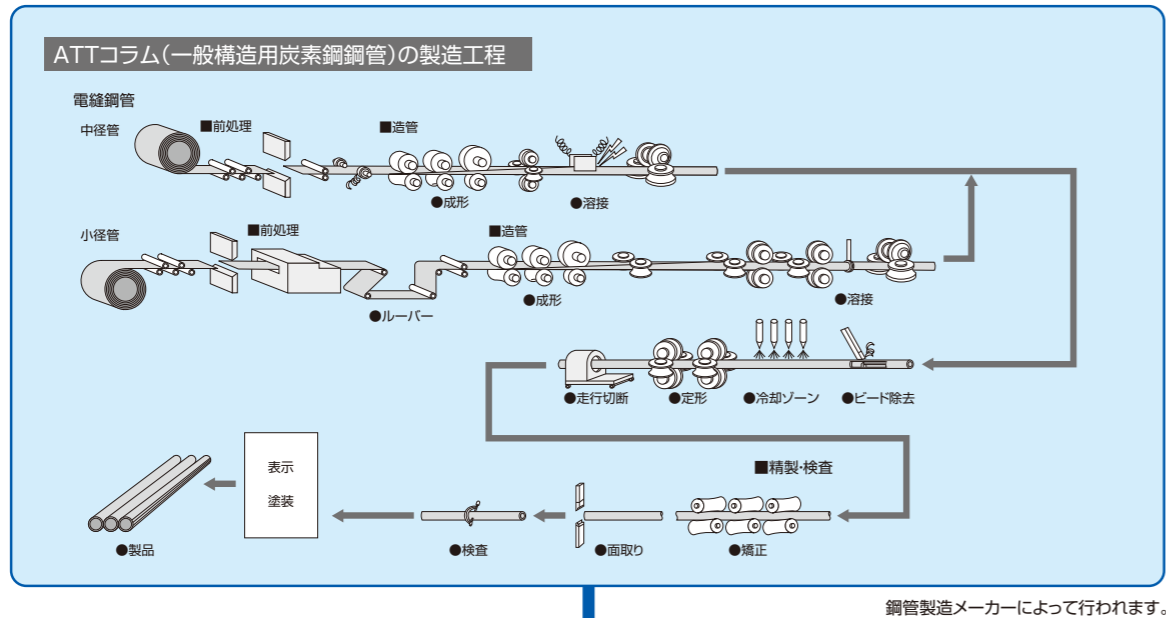 ATTコラム（一般構造用炭素鋼鋼管）の製造工程
電縫鋼管
中径管
■前処理
■造管
●成形
●溶接
小径管
■前処理
■造管
●ルーパー
●成形
●溶接
●走行切断
●定形
●冷却ゾーン
●ビード除去
■精製・検査
表示
塗装
●製品
●検査
●面取り
●矯正
鋼管製造メーカーによって行われます。